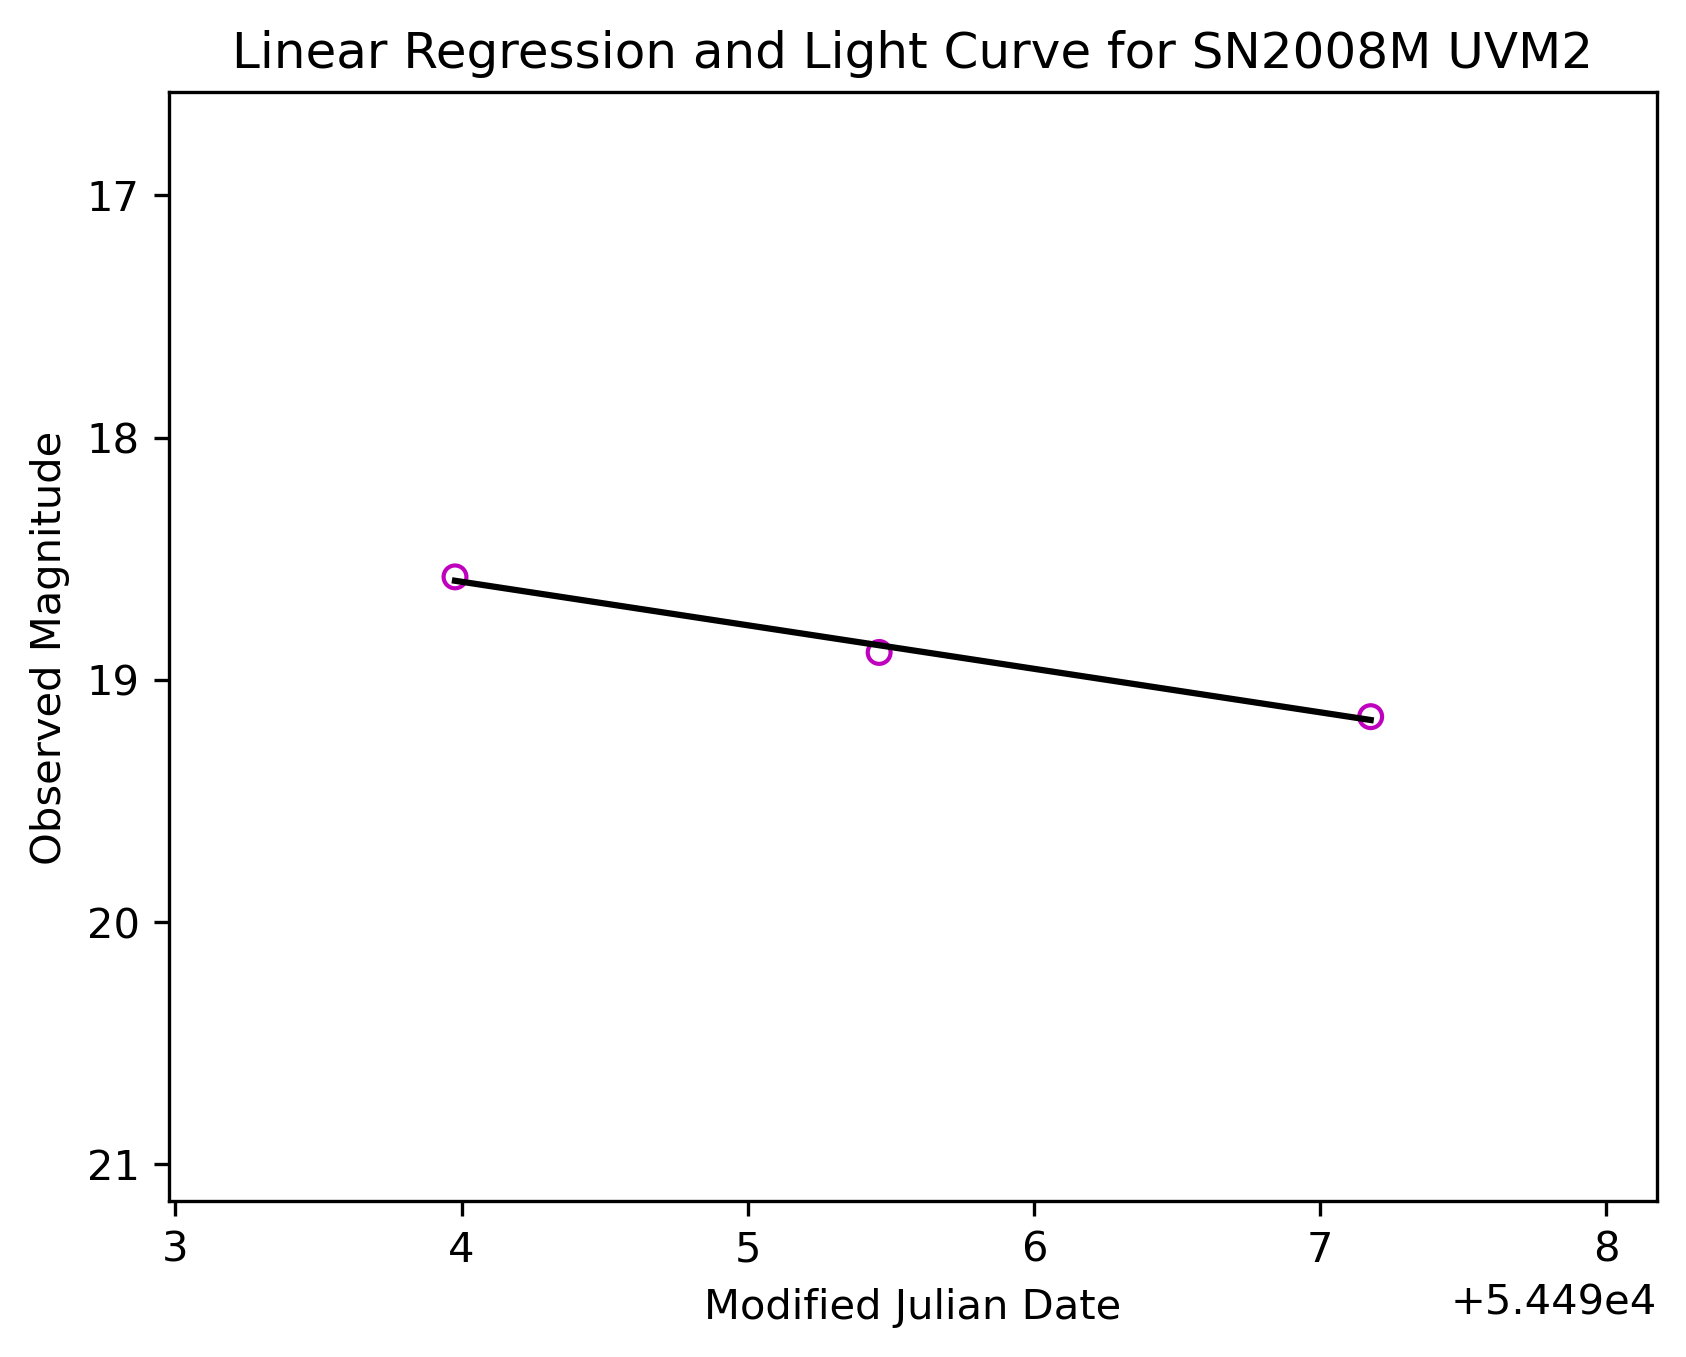 Linear Regression and Light Curve for SN2008M UVM2
Observed Magnitude
17
18
19
20
21
3 4 5 6 7 8
+5.449e4
Modified Julian Date